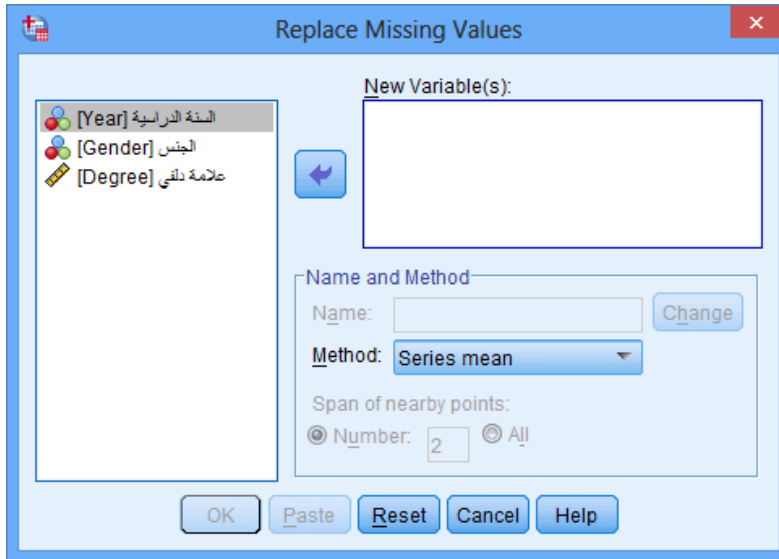 Replace Missing Values
New Variable(s):
السنة الدراسية [Year]
الجنس [Gender]
علامة دلفي [Degree]
Name and Method
Name:
Change
Method: Series mean
Span of nearby points:
Number: 2 All
OK Paste Reset Cancel Help